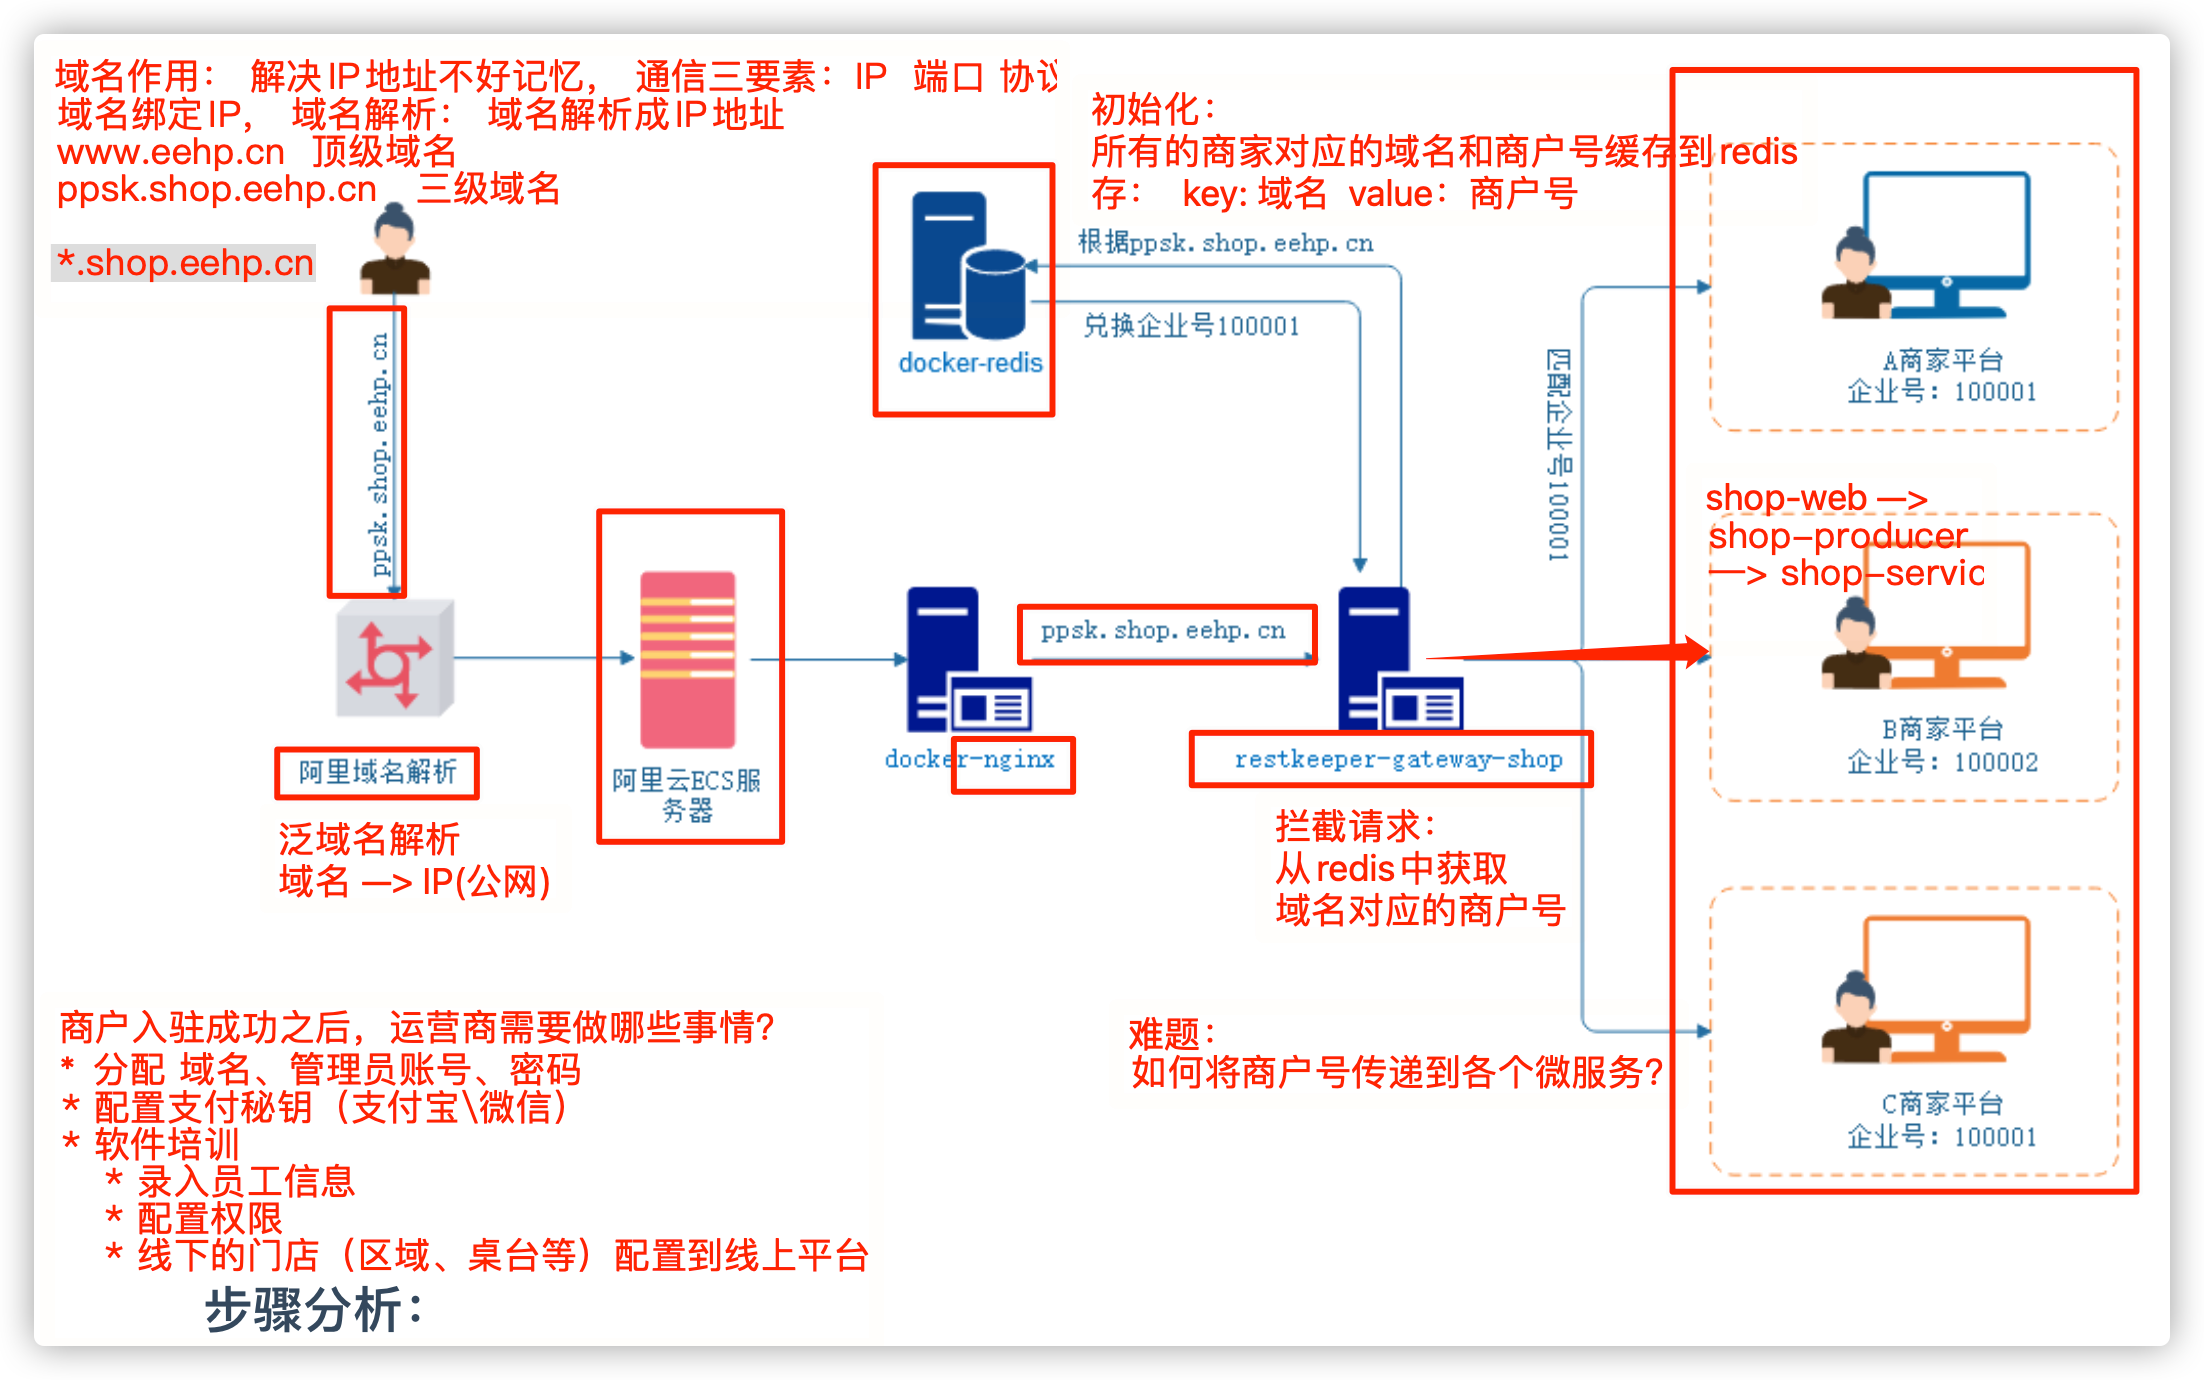 域名作用： 解决IP地址不好记忆， 通信三要素：IP 端口 协议
域名绑定IP， 域名解析： 域名解析成IP地址
www.eehp.cn 顶级域名
ppsk.shop.eehp.cn 三级域名
*.shop.eehp.cn
ppsk.shop.eehp.cn
阿里域名解析
泛域名解析
域名 —> IP(公网)
阿里云ECS服
务器
docker-nginx
docker-redis
初始化：
所有的商家对应的域名和商户号缓存到redis
存： key: 域名 value：商户号
根据ppsk.shop.eehp.cn
兑换企业号100001
ppsk.shop.eehp.cn
restkeeper-gateway-shop
拦截请求：
从redis中获取
域名对应的商户号
难题：
如何将商户号传递到各个微服务？
匹配企业号100001
A商家平台
企业号：100001
shop-web —>
shop-producer
—> shop-servic
B商家平台
企业号：100002
C商家平台
企业号：100001
商户入驻成功之后，运营商需要做哪些事情？
* 分配 域名、管理员账号、密码
* 配置支付秘钥（支付宝\微信）
* 软件培训
* 录入员工信息
* 配置权限
* 线下的门店（区域、桌台等）配置到线上平台
步骤分析：